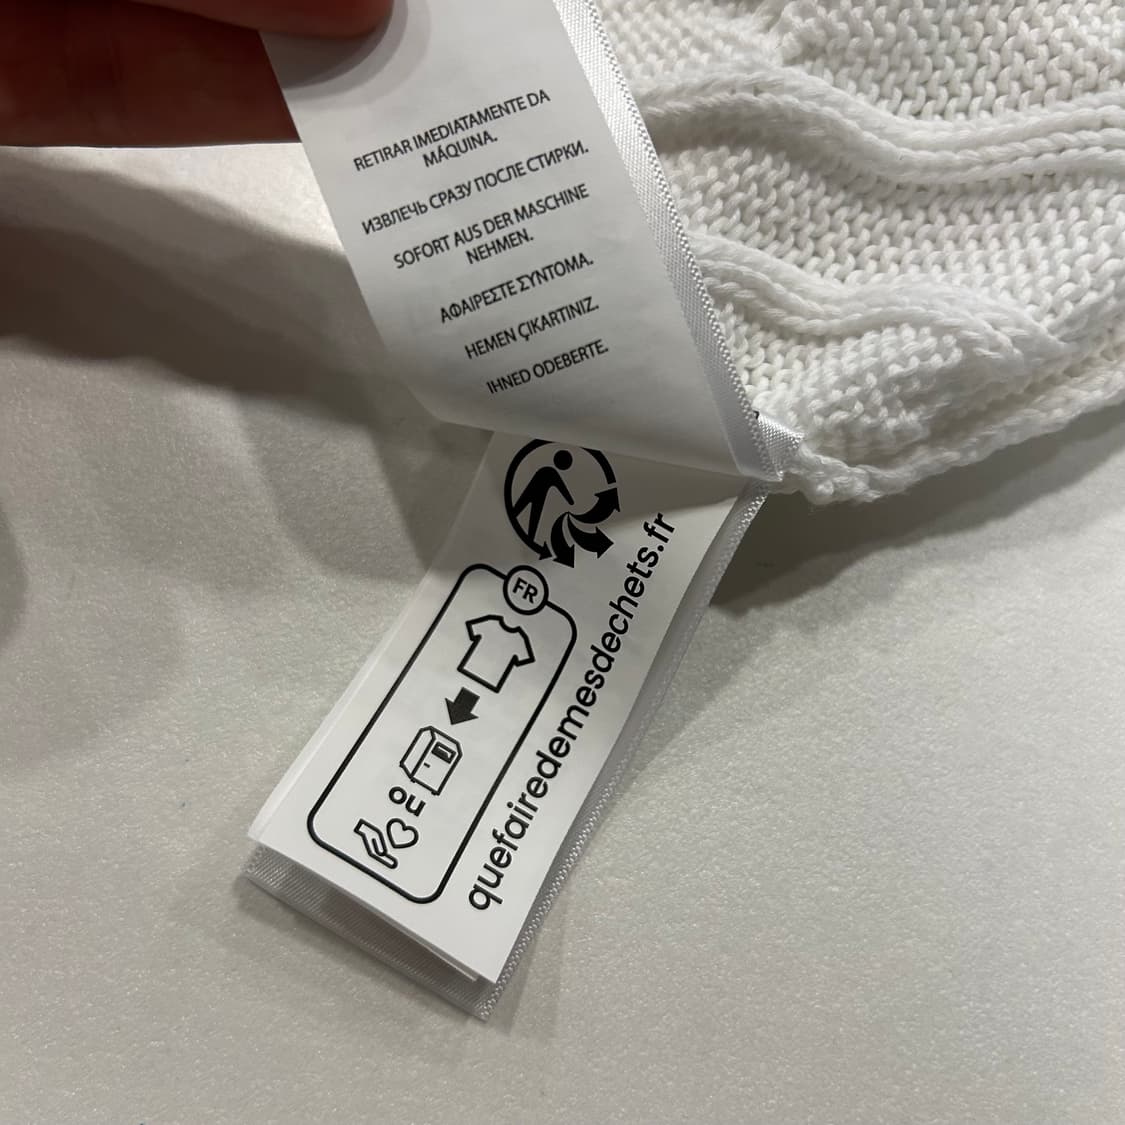 RETIRAR IMEDIATAMENTE DA
MÁQUINA.
ИЗВЛЕЧЬ СРАЗУ ПОСЛЕ СТИРКИ.
SOFORT AUS DER MASCHINE
NEHMEN.
ΑΦΑΙΡΕΣΤΕ ΣΥΝΤΟΜΑ.
HEMEN ÇIKARTINIZ.
IHNED ODEBERTE.
FR
quefairedemesdechets.fr